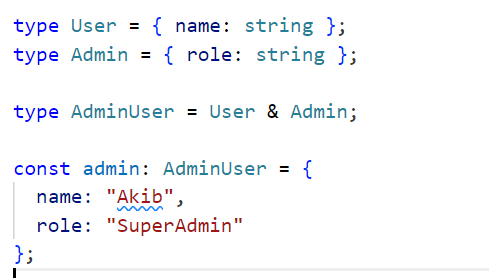 type User = { name: string };
type Admin = { role: string };
type AdminUser = User & Admin;
const admin: AdminUser = {
name: "Akib",
role: "SuperAdmin"
};